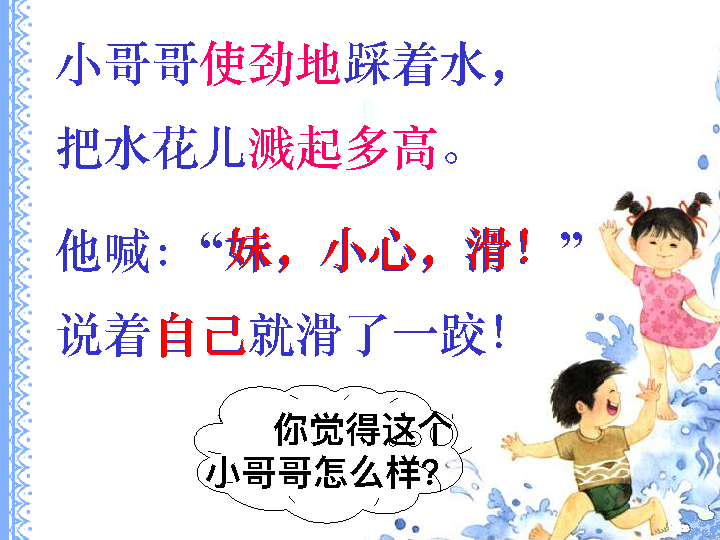 小哥哥使劲地踩着水，
把水花儿溅起多高。
他喊：“妹，小心，滑！”
说着自己就滑了一跤！
你觉得这个
小哥哥怎么样？